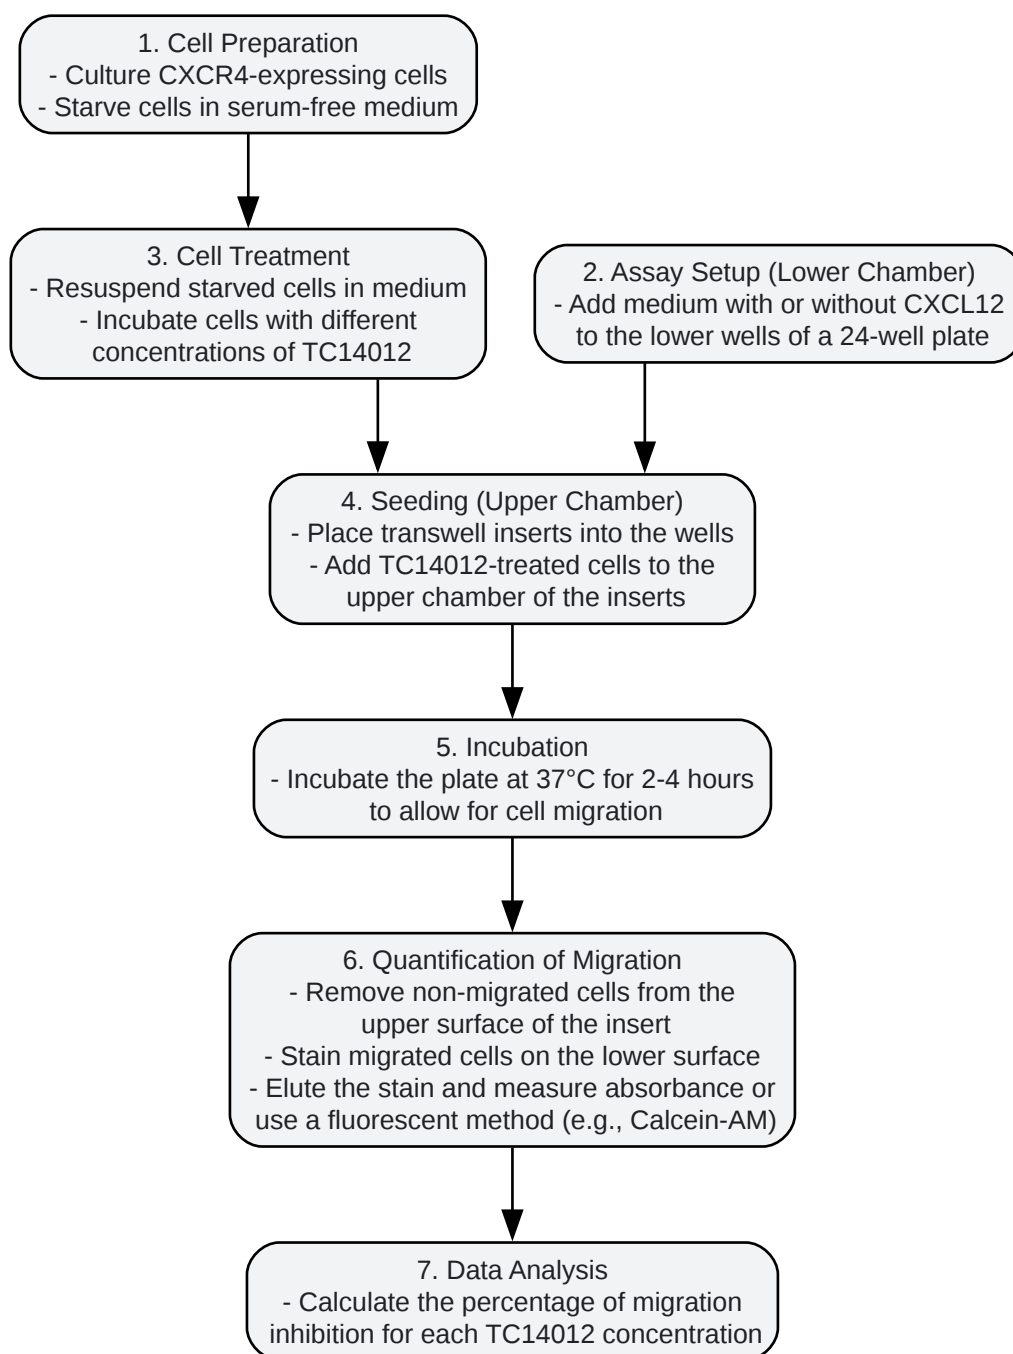 1. Cell Preparation
- Culture CXCR4-expressing cells
- Starve cells in serum-free medium
3. Cell Treatment
- Resuspend starved cells in medium
- Incubate cells with different
concentrations of TC14012
2. Assay Setup (Lower Chamber)
- Add medium with or without CXCL12
to the lower wells of a 24-well plate
4. Seeding (Upper Chamber)
- Place transwell inserts into the wells
- Add TC14012-treated cells to the
upper chamber of the inserts
5. Incubation
- Incubate the plate at 37°C for 2-4 hours
to allow for cell migration
6. Quantification of Migration
- Remove non-migrated cells from the
upper surface of the insert
- Stain migrated cells on the lower surface
- Elute the stain and measure absorbance or
use a fluorescent method (e.g., Calcein-AM)
7. Data Analysis
- Calculate the percentage of migration
inhibition for each TC14012 concentration